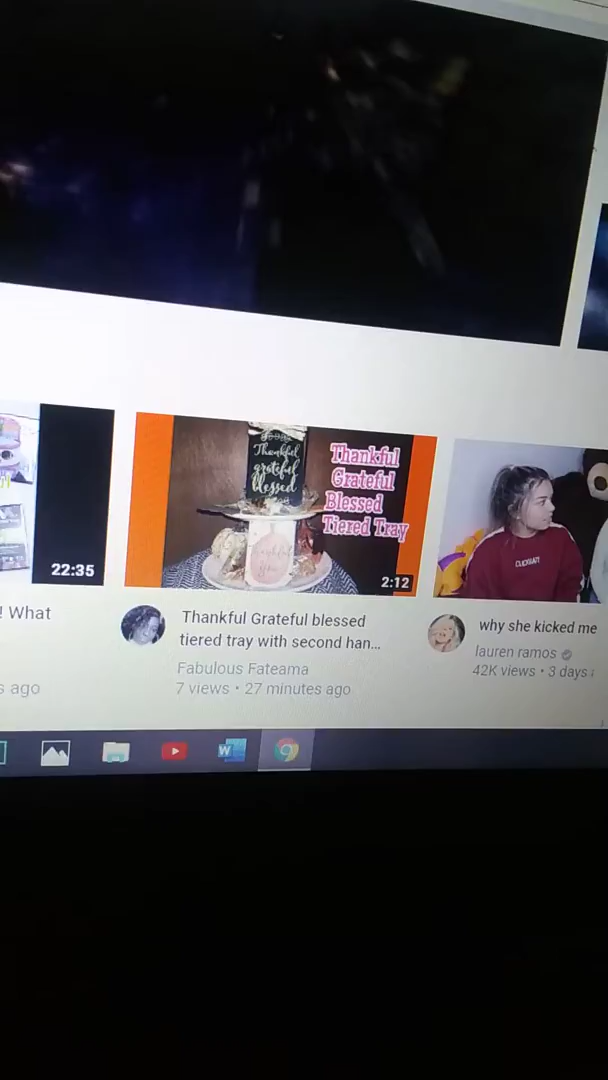 Thankful
grateful
blessed
Thankful
Grateful
Blessed
Tiered Tray
22:35
2:12
! What
s ago
Thankful Grateful blessed
tiered tray with second han...
Fabulous Fateama
7 views • 27 minutes ago
why she kicked me
lauren ramos
42K views • 3 days